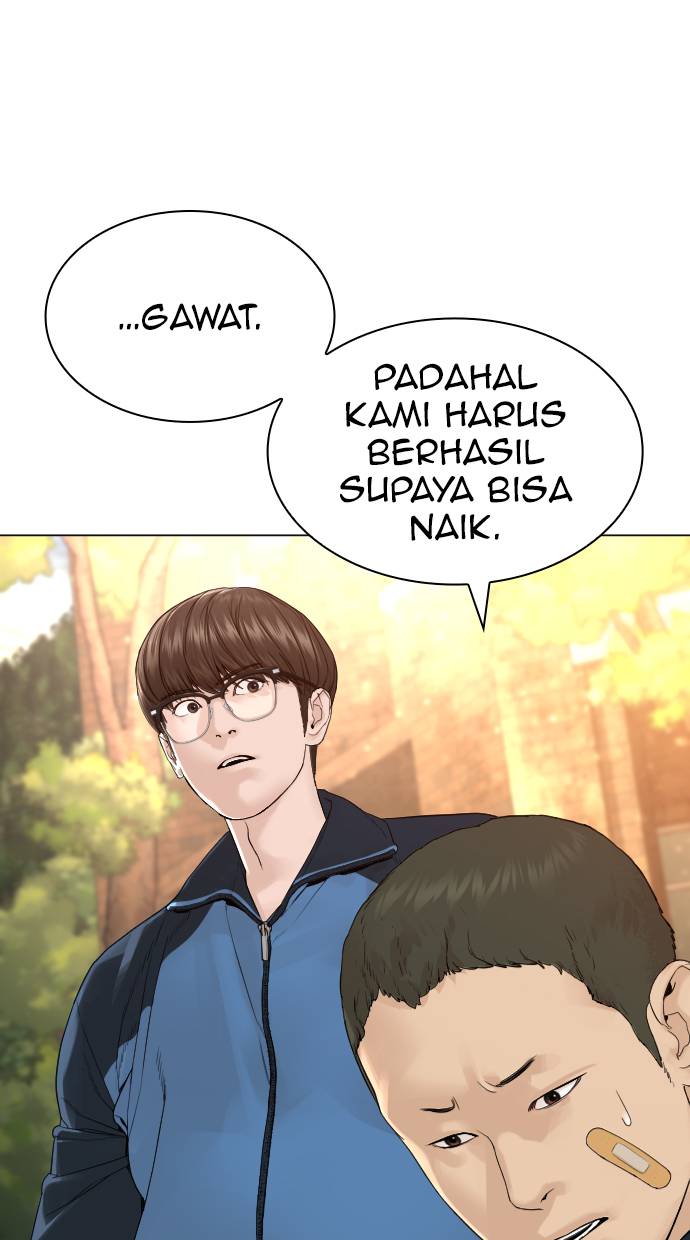 ...GAWAT.
PADAHAL
KAMI HARUS
BERHASIL
SUPAYA BISA
NAIK.